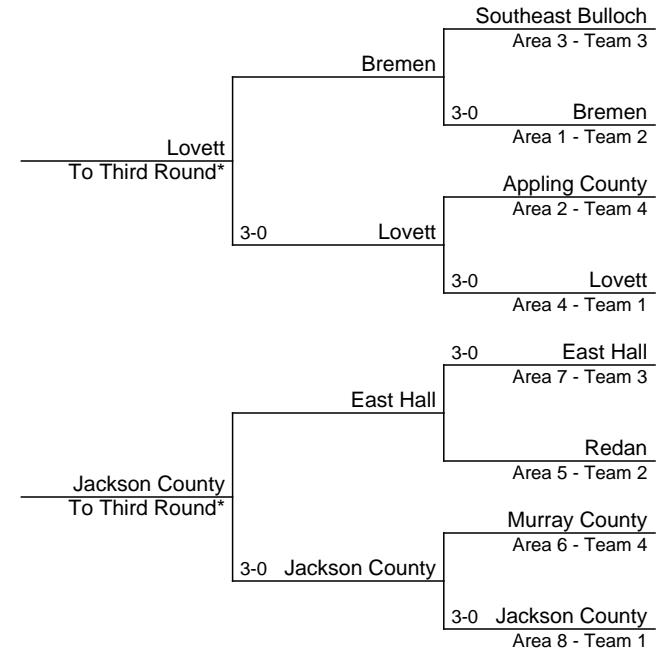 Southeast Bulloch
Area 3 - Team 3
Bremen
3-0 Bremen
Area 1 - Team 2
Lovett
To Third Round*
Appling County
Area 2 - Team 4
3-0 Lovett
3-0 Lovett
Area 4 - Team 1
3-0 East Hall
Area 7 - Team 3
East Hall
Redan
Area 5 - Team 2
Jackson County
To Third Round*
Murray County
Area 6 - Team 4
3-0 Jackson County
3-0 Jackson County
Area 8 - Team 1